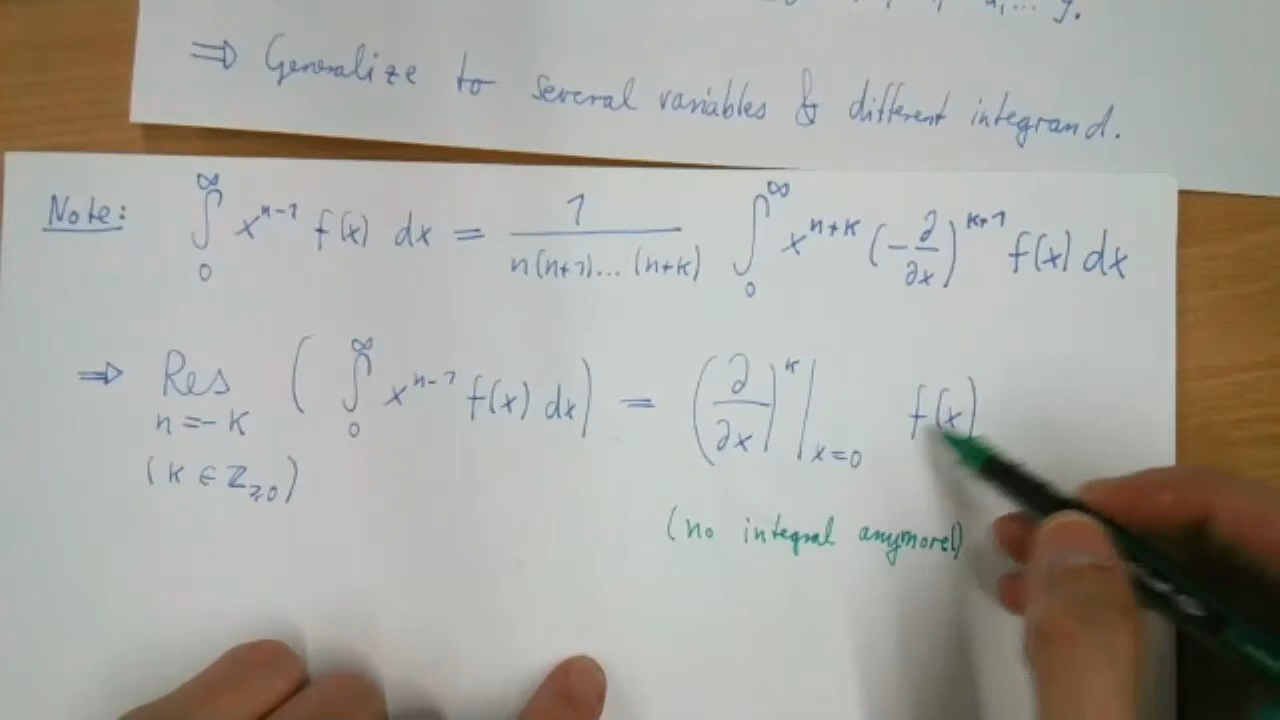 ⇒ Generalize to several variables & different integrand.
Note: ∫₀^∞ x^{n-1} f(x) dx = 1/(n(n+1)...(n+k)) ∫₀^∞ x^{n+k} (-∂/∂x)^{k+1} f(x) dx
⇒ Res_{n=-k} ( ∫₀^∞ x^{n-1} f(x) dx ) = (∂/∂x)^k |_{x=0} f(x)
(k ∈ ℤ_{≥0})
(no integral anymore!)